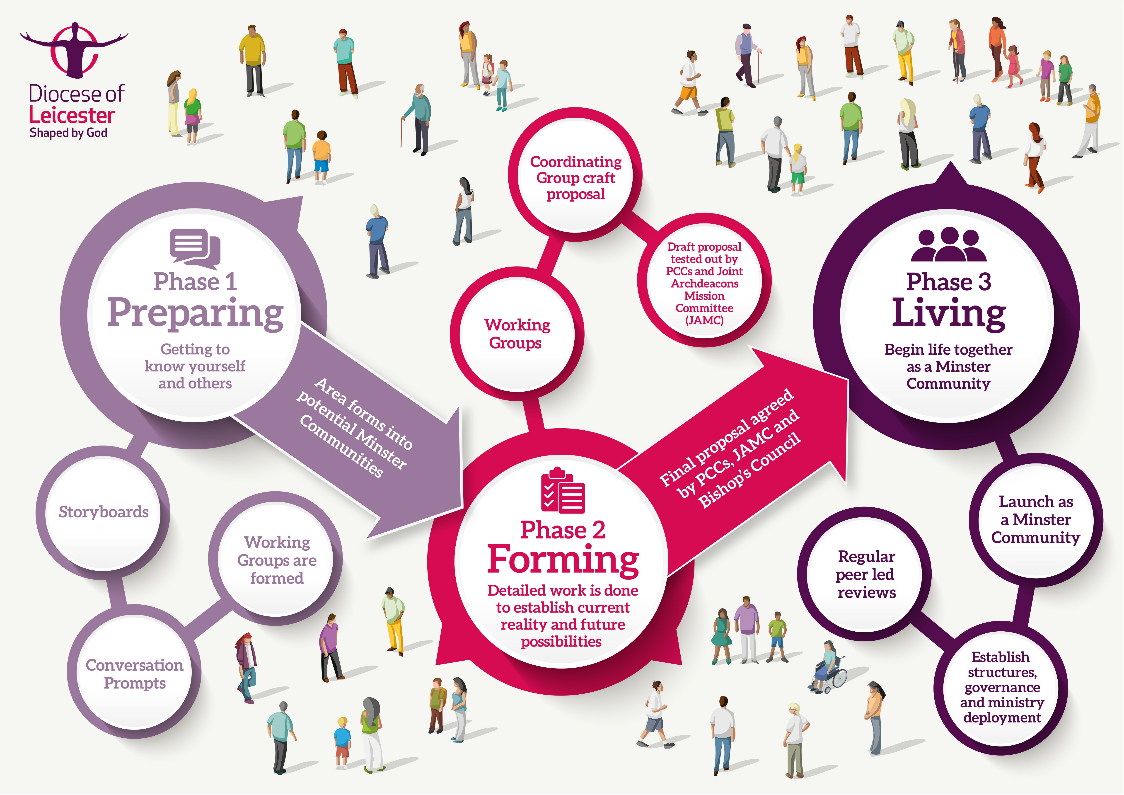 Diocese of
Leicester
Shaped by God
Phase 1
Preparing
Getting to
know yourself
and others
Storyboards
Conversation
Prompts
Working
Groups are
formed
Area forms into
potential Minster
Communities
Phase 2
Forming
Detailed work is done
to establish current
reality and future
possibilities
Working
Groups
Coordinating
Group craft
proposal
Draft proposal
tested out by
PCCs and Joint
Archdeacons
Mission
Committee
(JAMC)
Final proposal agreed
by PCCs, JAMC and
Bishop's Council
Phase 3
Living
Begin life together
as a Minster
Community
Launch as
a Minster
Community
Establish
structures,
governance
and ministry
deployment
Regular
peer led
reviews